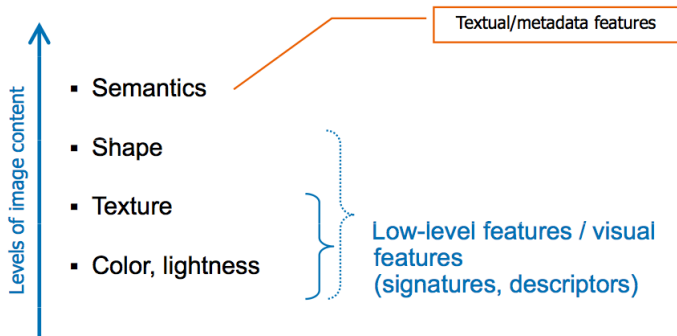 Textual/metadata features
Levels of image content
▪ Semantics
▪ Shape
▪ Texture
▪ Color, lightness
Low-level features / visual
features
(signatures, descriptors)